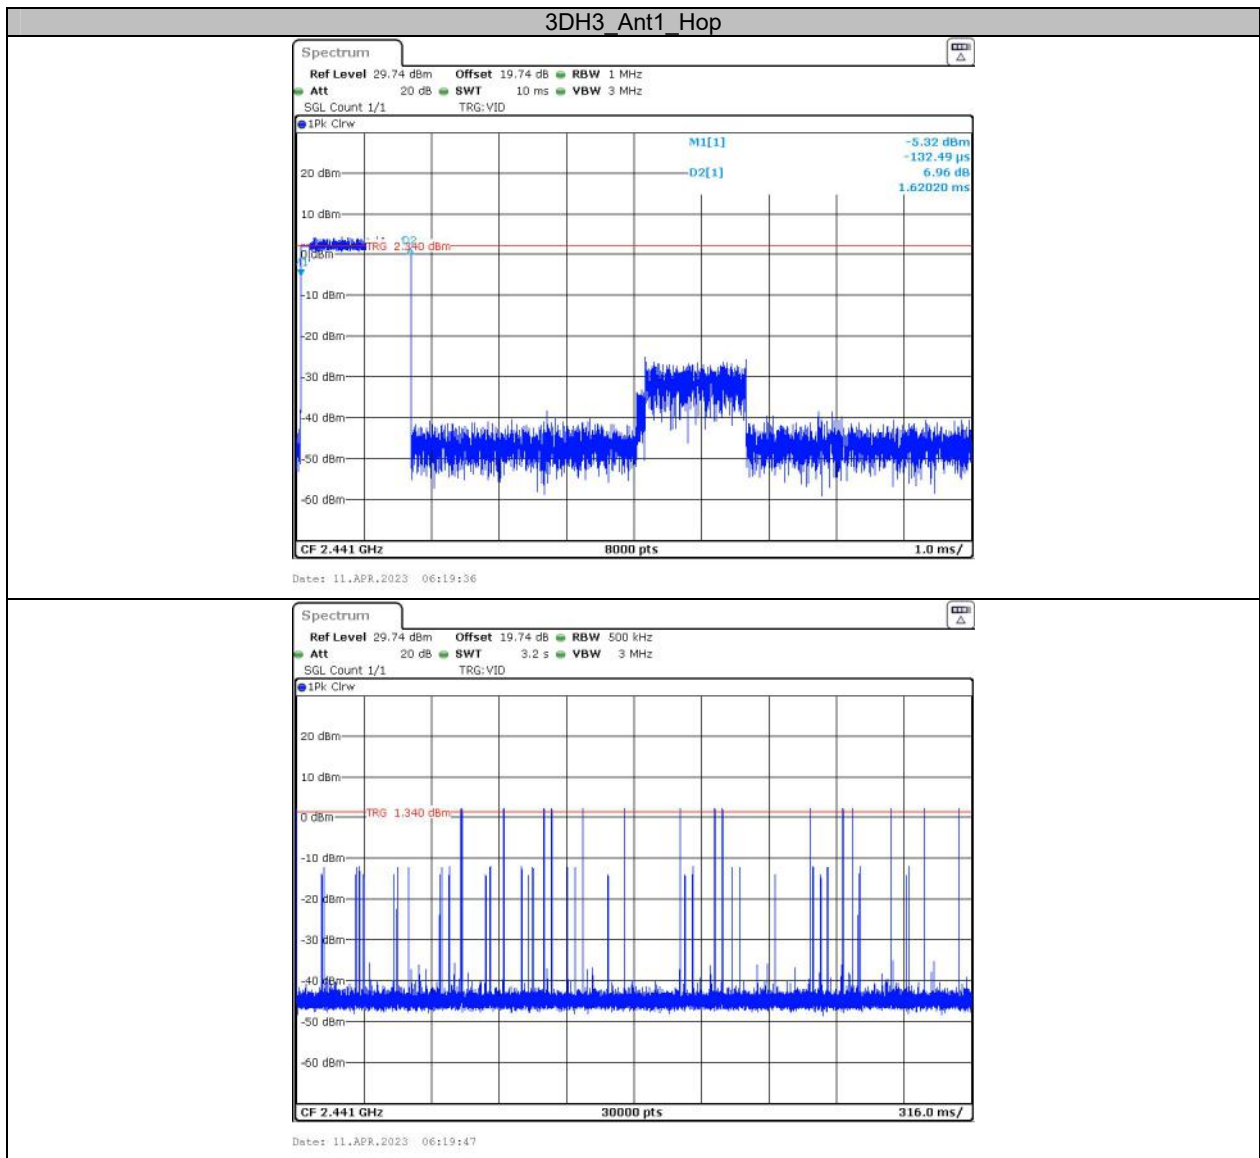 3DH3_Ant1_Hop
Spectrum
Ref Level 29.74 dBm Offset 19.74 dB RBW 1 MHz
Att 20 dB SWT 10 ms VBW 3 MHz
SGL Count 1/1 TRG:VID
1Pk Clrw
M1[1] -5.32 dBm
-132.49 µs
D2[1] 6.96 dB
1.62020 ms
20 dBm
10 dBm
TRG 2.340 dBm
0 dBm
-10 dBm
-20 dBm
-30 dBm
-40 dBm
-50 dBm
-60 dBm
CF 2.441 GHz 8000 pts 1.0 ms/
Date: 11.APR.2023 06:19:36
Spectrum
Ref Level 29.74 dBm Offset 19.74 dB RBW 500 kHz
Att 20 dB SWT 3.2 s VBW 3 MHz
SGL Count 1/1 TRG:VID
1Pk Clrw
20 dBm
10 dBm
TRG 1.340 dBm
0 dBm
-10 dBm
-20 dBm
-30 dBm
-40 dBm
-50 dBm
-60 dBm
CF 2.441 GHz 30000 pts 316.0 ms/
Date: 11.APR.2023 06:19:47